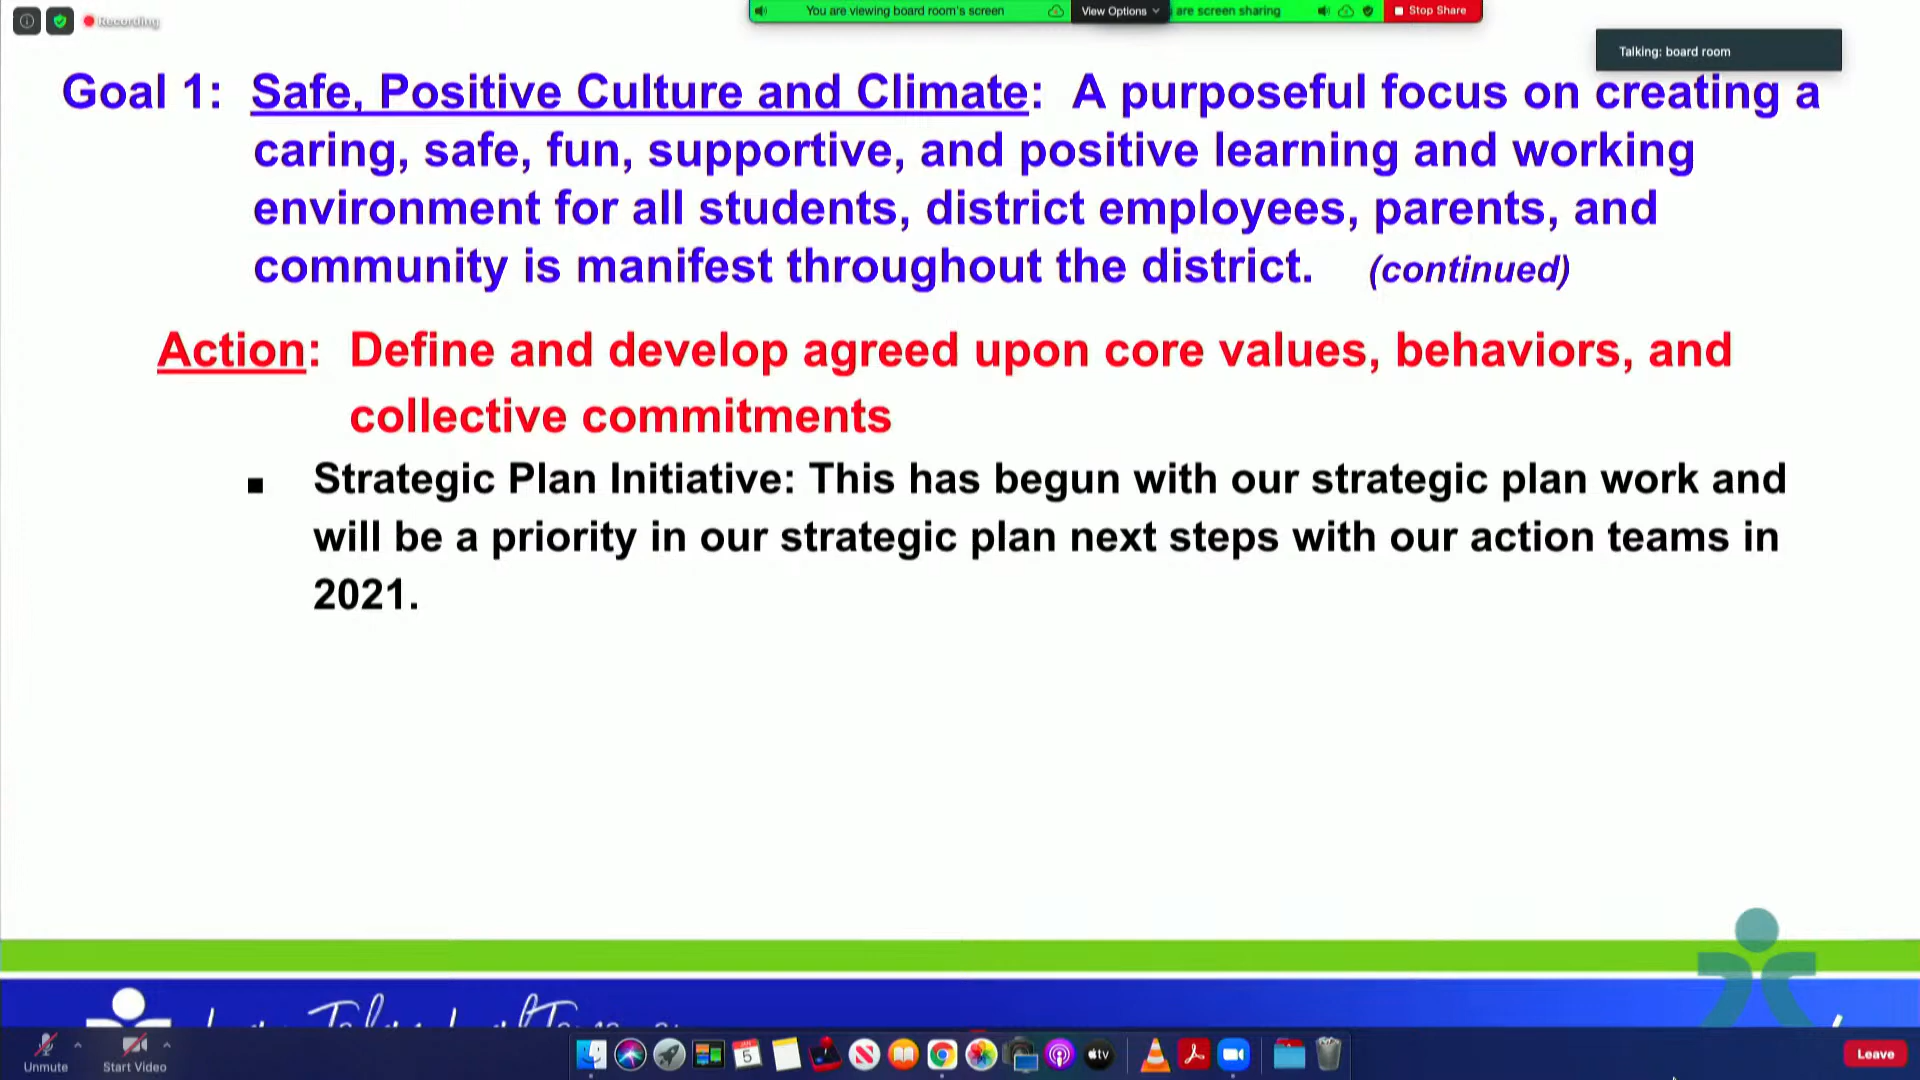 Recording
You are viewing board room's screen
View Options
are screen sharing
Stop Share
Talking: board room
Goal 1: Safe, Positive Culture and Climate: A purposeful focus on creating a
caring, safe, fun, supportive, and positive learning and working
environment for all students, district employees, parents, and
community is manifest throughout the district. (continued)
Action: Define and develop agreed upon core values, behaviors, and
collective commitments
■ Strategic Plan Initiative: This has begun with our strategic plan work and
will be a priority in our strategic plan next steps with our action teams in
2021.
Unmute
Start Video
JAN
5
tv
Leave